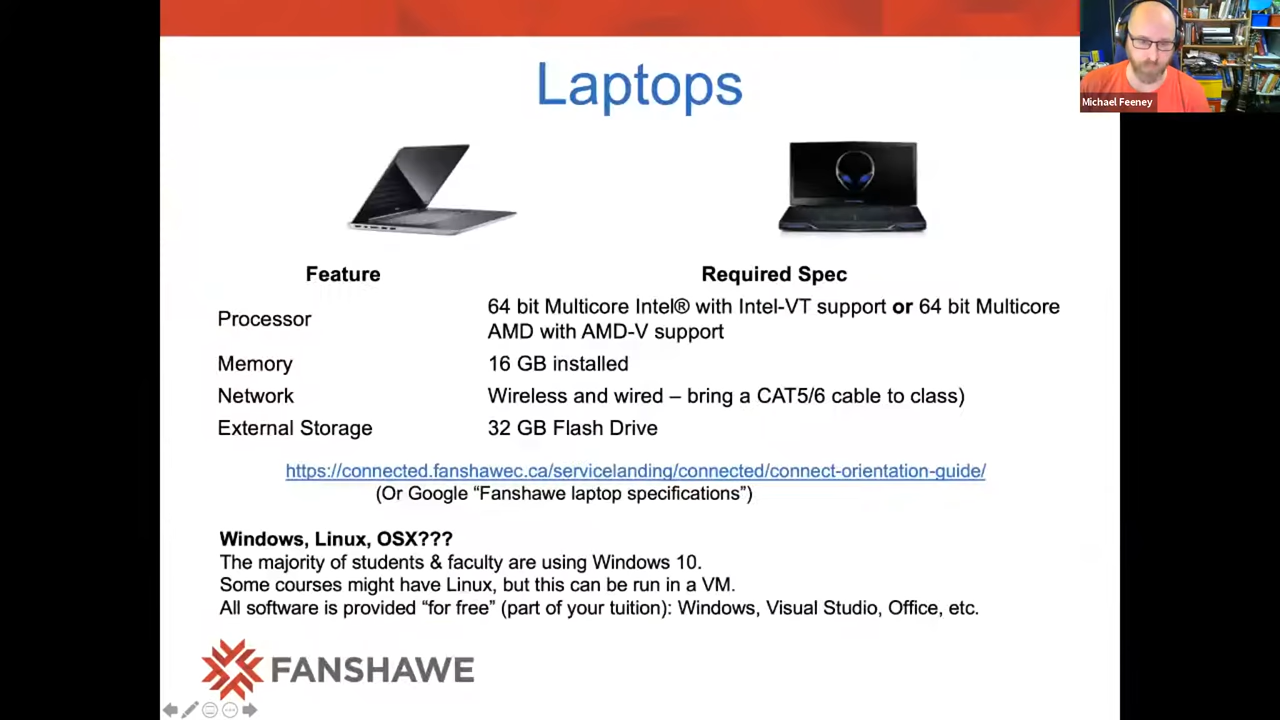 Laptops
Michael Feeney
Feature
Required Spec
Processor
64 bit Multicore Intel® with Intel-VT support or 64 bit Multicore
AMD with AMD-V support
Memory
16 GB installed
Network
Wireless and wired – bring a CAT5/6 cable to class)
External Storage
32 GB Flash Drive
https://connected.fanshawec.ca/servicelanding/connected/connect-orientation-guide/
(Or Google “Fanshawe laptop specifications”)
Windows, Linux, OSX???
The majority of students & faculty are using Windows 10.
Some courses might have Linux, but this can be run in a VM.
All software is provided “for free” (part of your tuition): Windows, Visual Studio, Office, etc.
FANSHAWE